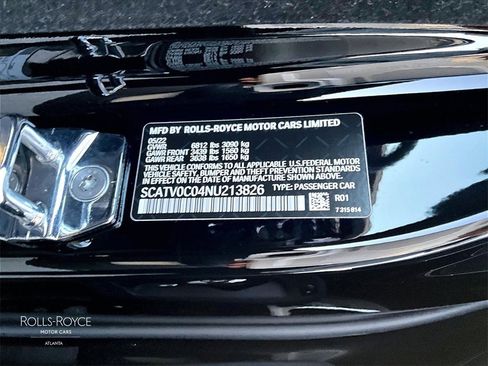 MFD BY ROLLS-ROYCE MOTOR CARS LIMITED
05/22
GVWR 6812 lbs 3090 kg
GAWR FRONT 3439 lbs 1560 kg
GAWR REAR 3638 lbs 1650 kg
THIS VEHICLE CONFORMS TO ALL APPLICABLE U.S.FEDERAL MOTOR
VEHICLE SAFETY, BUMPER, AND THEFT PREVENTION STANDARDS
IN EFFECT ON THE DATE OF MANUFACTURE SHOWN ABOVE.
SCATV0C04NU213826 TYPE: PASSENGER CAR
R01
7 315 814
ROLLS-ROYCE
MOTOR CARS
ATLANTA